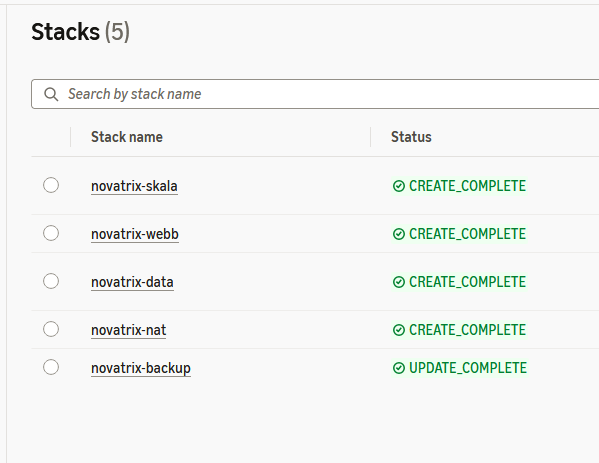 Stacks (5)
Search by stack name
Stack name Status
novatrix-skala CREATE_COMPLETE
novatrix-webb CREATE_COMPLETE
novatrix-data CREATE_COMPLETE
novatrix-nat CREATE_COMPLETE
novatrix-backup UPDATE_COMPLETE